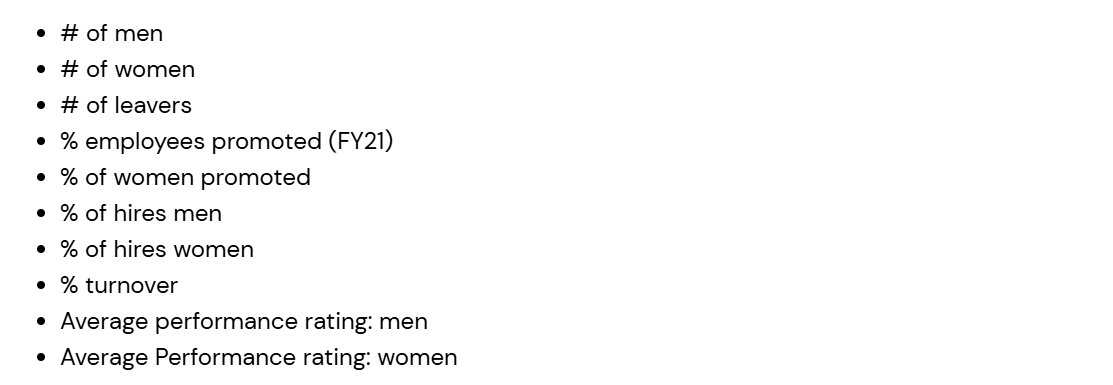 • # of men
• # of women
• # of leavers
• % employees promoted (FY21)
• % of women promoted
• % of hires men
• % of hires women
• % turnover
• Average performance rating: men
• Average Performance rating: women